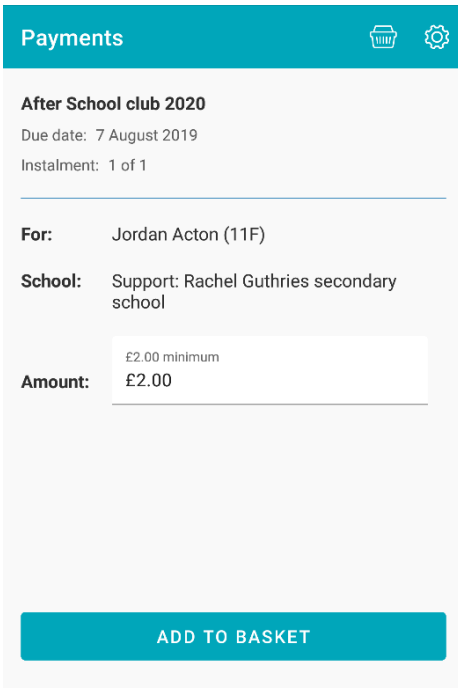 Payments
After School club 2020
Due date: 7 August 2019
Instalment: 1 of 1
For: Jordan Acton (11F)
School: Support: Rachel Guthries secondary
school
£2.00 minimum
Amount: £2.00
ADD TO BASKET